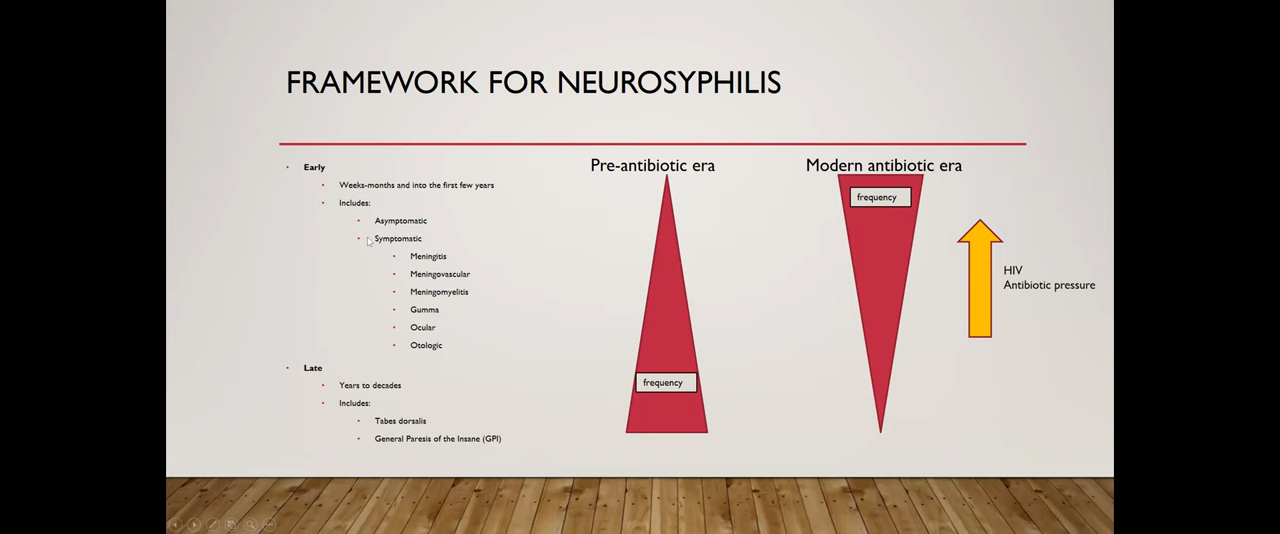 FRAMEWORK FOR NEUROSYPHILIS
Early
Weeks-months and into the first few years
Includes:
Asymptomatic
Symptomatic
Meningitis
Meningovascular
Meningomyelitis
Gumma
Ocular
Otologic
Late
Years to decades
Includes:
Tabes dorsalis
General Paresis of the Insane (GPI)
Pre-antibiotic era
frequency
Modern antibiotic era
frequency
HIV
Antibiotic pressure